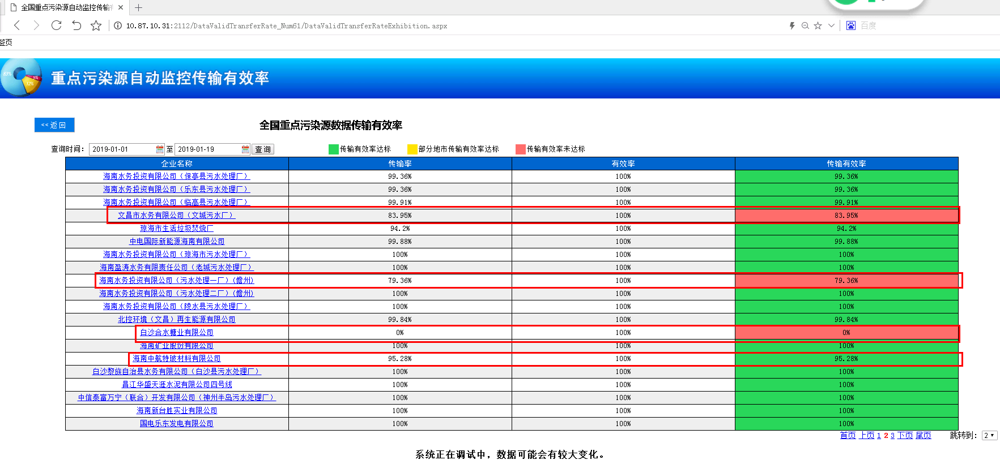 全国重点污染源自动监控传输
10.87.10.31:2112/DataValidTransferRate_Num61/DataValidTransferRateExhibition.aspx
百度
签页
83% 5% 12%
重点污染源自动监控传输有效率
<<返回
全国重点污染源数据传输有效率
查询时间： 2019-01-01 至 2019-01-19 查询 传输有效率达标 部分地市传输有效率达标 传输有效率未达标
企业名称 传输率 有效率 传输有效率
海南水务投资有限公司（保亭县污水处理厂） 99.36% 100% 99.36%
海南水务投资有限公司（乐东县污水处理厂） 99.36% 100% 99.36%
海南水务投资有限公司（临高县污水处理厂） 99.91% 100% 99.91%
文昌市水务有限公司（文城污水厂） 83.95% 100% 83.95%
琼海市生活垃圾焚烧厂 94.2% 100% 94.2%
中电国际新能源海南有限公司 99.88% 100% 99.88%
海南水务投资有限公司（琼海市污水处理厂） 100% 100% 100%
海南盈涛水务有限责任公司（老城污水处理厂） 100% 100% 100%
海南水务投资有限公司（污水处理一厂）(儋州) 79.36% 100% 79.36%
海南水务投资有限公司（污水处理二厂）(儋州) 100% 100% 100%
海南水务投资有限公司（陵水县污水处理厂） 100% 100% 100%
北控环境（文昌）再生能源有限公司 99.84% 100% 99.84%
白沙合水糖业有限公司 0% 100% 0%
海南矿业股份有限公司 100% 100% 100%
海南中航特玻材料有限公司 95.28% 100% 95.28%
白沙黎族自治县水务有限公司（白沙县污水处理厂） 100% 100% 100%
昌江华盛天涯水泥有限公司四号线 100% 100% 100%
中信泰富万宁（联合）开发有限公司（神州半岛污水处理厂） 100% 100% 100%
海南新台胜实业有限公司 100% 100% 100%
国电乐东发电有限公司 100% 100% 100%
首页 上页 1 2 3 下页 尾页 跳转到： 2
系统正在调试中，数据可能会有较大变化。